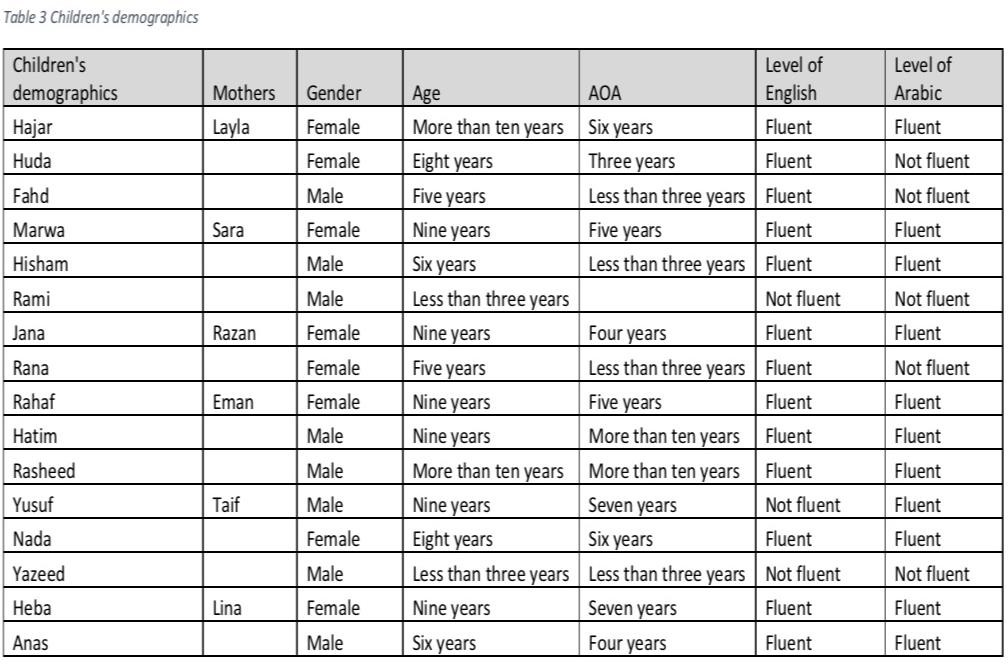 Table 3 Children's demographics
Children's demographics Mothers Gender Age AOA Level of English Level of Arabic
Hajar Layla Female More than ten years Six years Fluent Fluent
Huda Female Eight years Three years Fluent Not fluent
Fahd Male Five years Less than three years Fluent Not fluent
Marwa Sara Female Nine years Five years Fluent Fluent
Hisham Male Six years Less than three years Fluent Fluent
Rami Male Less than three years Not fluent Not fluent
Jana Razan Female Nine years Four years Fluent Fluent
Rana Female Five years Less than three years Fluent Not fluent
Rahaf Eman Female Nine years Five years Fluent Fluent
Hatim Male Nine years More than ten years Fluent Fluent
Rasheed Male More than ten years More than ten years Fluent Fluent
Yusuf Taif Male Nine years Seven years Not fluent Fluent
Nada Female Eight years Six years Fluent Fluent
Yazeed Male Less than three years Less than three years Not fluent Not fluent
Heba Lina Female Nine years Seven years Fluent Fluent
Anas Male Six years Four years Fluent Fluent